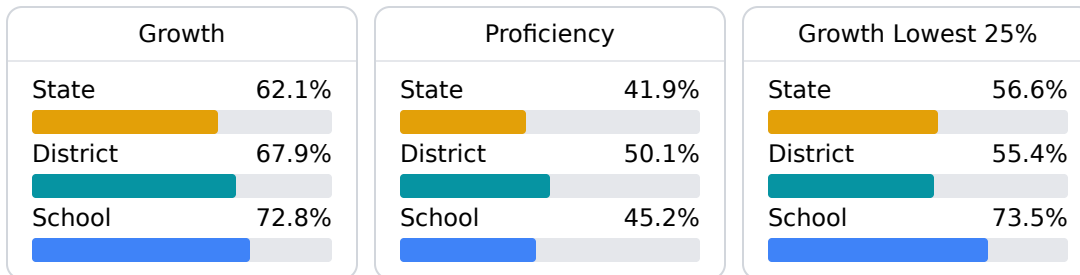 Growth
State 62.1%
District 67.9%
School 72.8%
Proficiency
State 41.9%
District 50.1%
School 45.2%
Growth Lowest 25%
State 56.6%
District 55.4%
School 73.5%